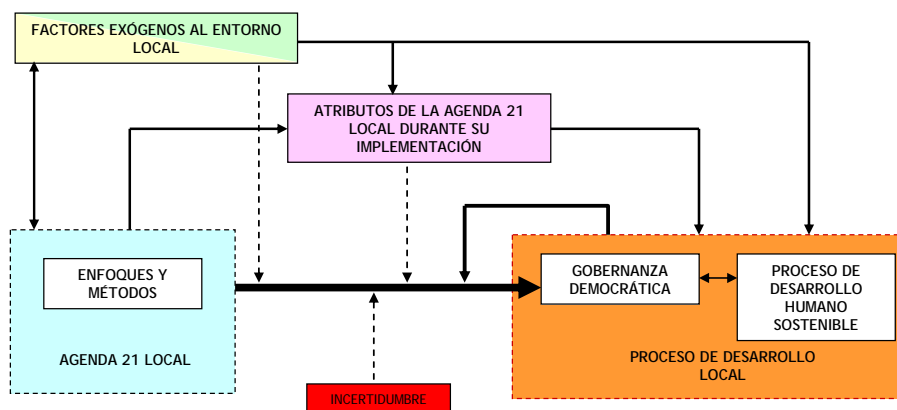 FACTORES EXÓGENOS AL ENTORNO
LOCAL
ATRIBUTOS DE LA AGENDA 21
LOCAL DURANTE SU
IMPLEMENTACIÓN
ENFOQUES Y
MÉTODOS
AGENDA 21 LOCAL
GOBERNANZA
DEMOCRÁTICA
PROCESO DE
DESARROLLO
HUMANO
SOSTENIBLE
PROCESO DE DESARROLLO
LOCAL
INCERTIDUMBRE